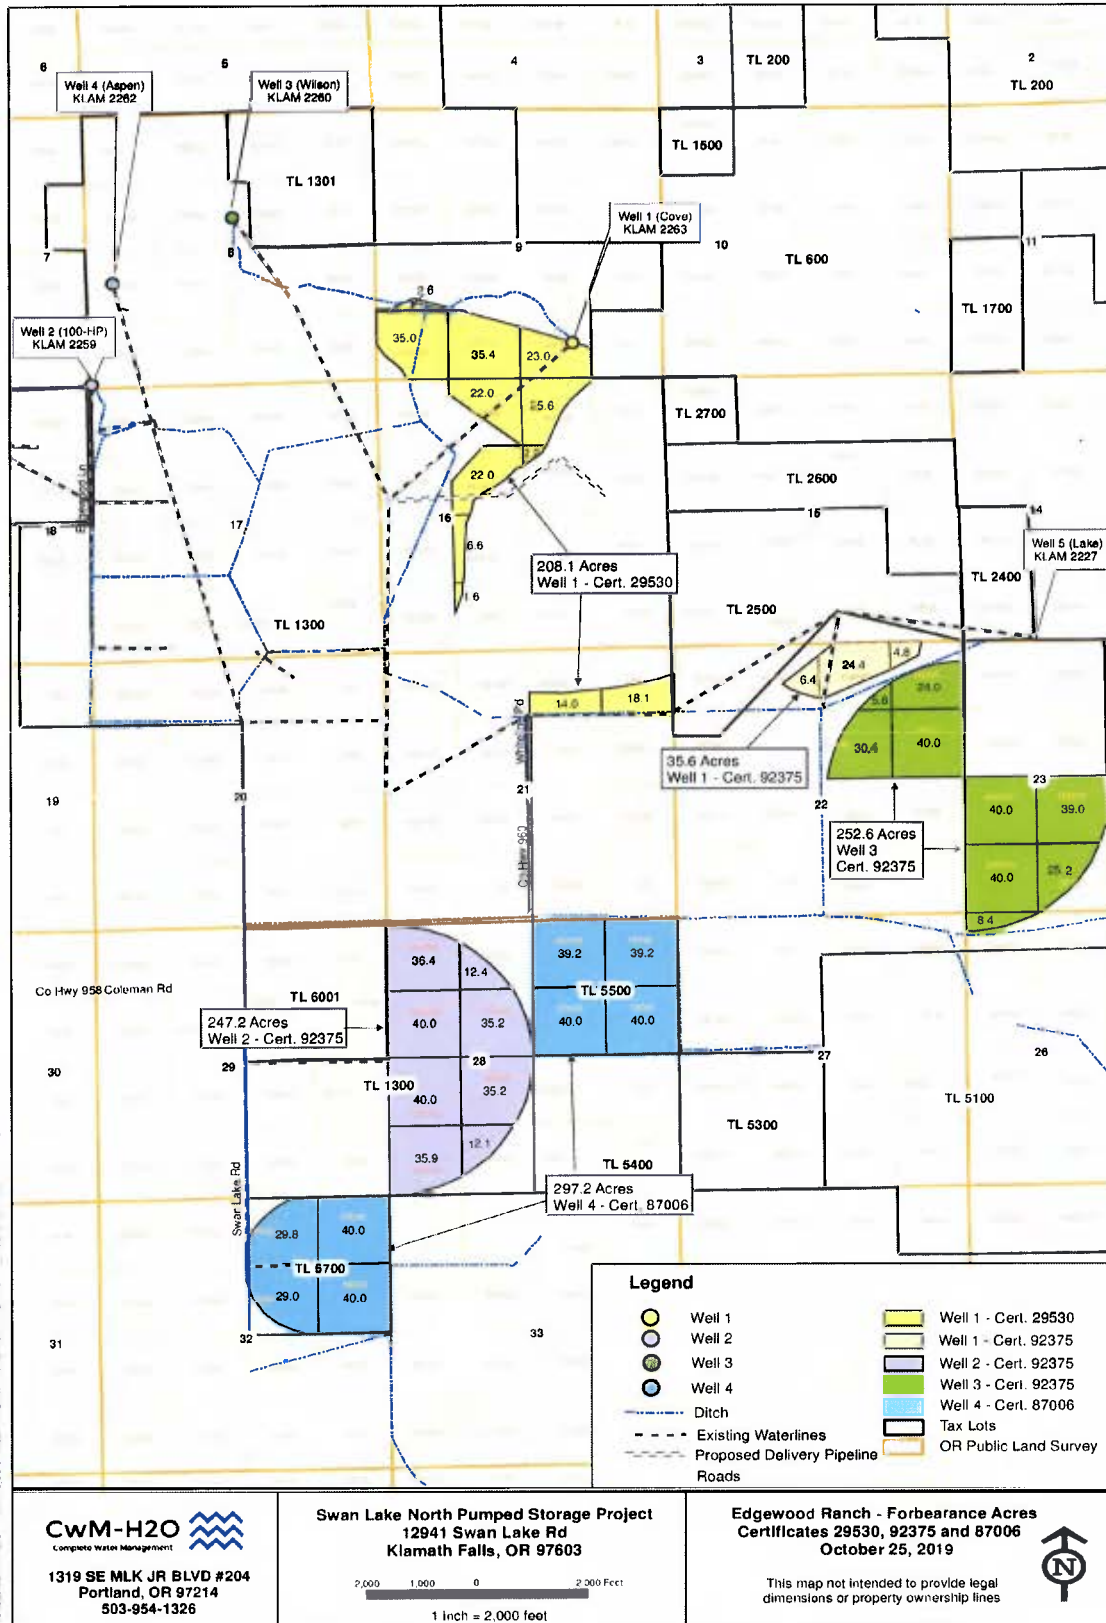 6
5
4
3
TL 200
2
TL 200
Well 4 (Aspen)
KLAM 2262
Well 3 (Wilson)
KLAM 2260
TL 1500
TL 1301
Well 1 (Cove)
KLAM 2263
7
8
9
10
11
TL 600
TL 1700
Well 2 (100-HP)
KLAM 2259
35.0
35.4
23.0
22.0
25.6
TL 2700
22.0
TL 2600
18
17
16
15
14
6.6
Well 5 (Lake)
KLAM 2227
208.1 Acres
Well 1 - Cert. 29530
TL 2400
TL 1300
TL 2500
6.4
24.4
4.8
14.0
18.1
5.6
30.4
40.0
35.6 Acres
Well 1 - Cert. 92375
19
20
21
22
23
40.0
39.0
252.6 Acres
Well 3
Cert. 92375
Co Hwy 960
40.0
25.2
8.4
36.4
12.4
39.2
39.2
Co Hwy 958 Coleman Rd
TL 6001
TL 5500
247.2 Acres
Well 2 - Cert. 92375
40.0
35.2
40.0
40.0
30
29
28
27
26
TL 1300
40.0
35.2
TL 5100
TL 5300
35.9
12.1
TL 5400
Swan Lake Rd
297.2 Acres
Well 4 - Cert. 87006
29.8
40.0
TL 6700
29.0
40.0
31
32
33
Legend
Well 1
Well 2
Well 3
Well 4
Ditch
Existing Waterlines
Proposed Delivery Pipeline
Roads
Well 1 - Cert. 29530
Well 1 - Cert. 92375
Well 2 - Cert. 92375
Well 3 - Cert. 92375
Well 4 - Cert. 87006
Tax Lots
OR Public Land Survey
CwM-H2O
Complete Water Management
1319 SE MLK JR BLVD #204
Portland, OR 97214
503-954-1326
Swan Lake North Pumped Storage Project
12941 Swan Lake Rd
Klamath Falls, OR 97603
2,000 1,000 0 2,000 Feet
1 inch = 2,000 feet
Edgewood Ranch - Forbearance Acres
Certificates 29530, 92375 and 87006
October 25, 2019
This map not intended to provide legal
dimensions or property ownership lines
N